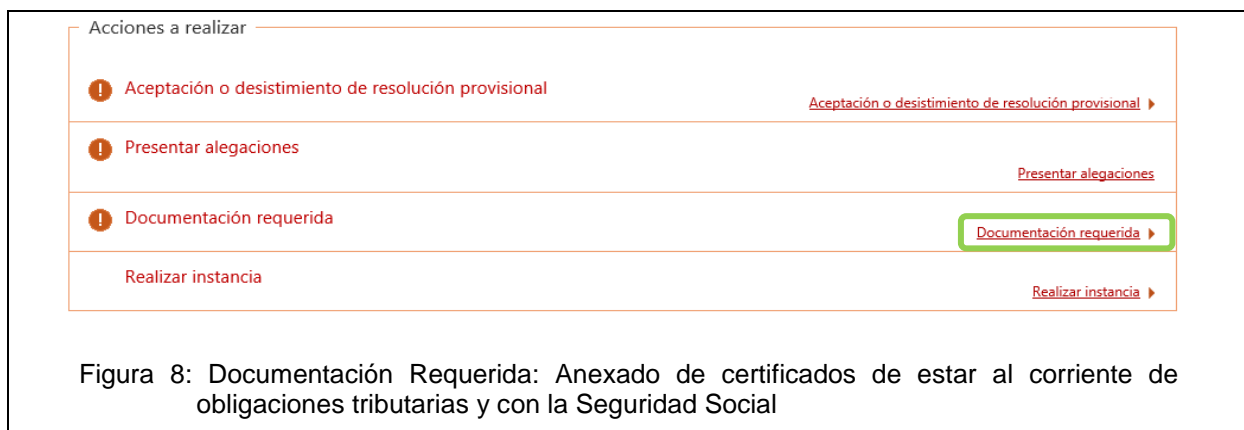 Acciones a realizar
Aceptación o desistimiento de resolución provisional
Aceptación o desistimiento de resolución provisional
Presentar alegaciones
Presentar alegaciones
Documentación requerida
Documentación requerida
Realizar instancia
Realizar instancia
Figura 8: Documentación Requerida: Anexado de certificados de estar al corriente de
obligaciones tributarias y con la Seguridad Social